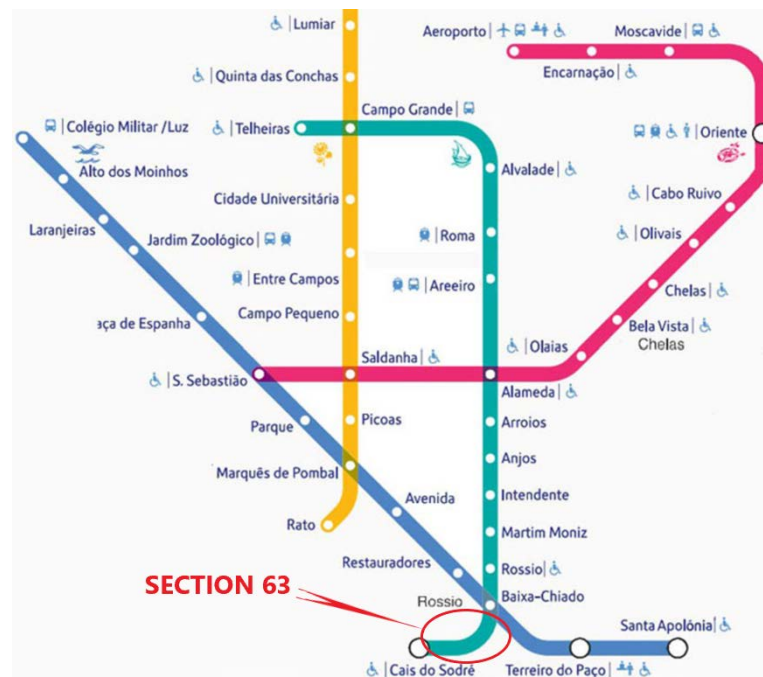 | Lumiar
Aeroporto |
Moscavide |
| Quinta das Conchas
Encarnação |
Campo Grande |
| Colégio Militar /Luz
| Telheiras
| Oriente
Alto dos Moinhos
Alvalade |
Cidade Universitária
| Cabo Ruivo
Laranjeiras
Jardim Zoológico |
| Roma
| Olivais
| Entre Campos
| Areeiro
Chelas |
aça de Espanha
Campo Pequeno
Bela Vista |
Chelas
| Olaias
Saldanha |
| S. Sebastião
Alameda |
Parque
Picoas
Arroios
Anjos
Marquês de Pombal
Avenida
Intendente
Rato
Martim Moniz
Restauradores
Rossio |
SECTION 63
Rossio
Baixa-Chiado
Santa Apolónia |
| Cais do Sodré
Terreiro do Paço |